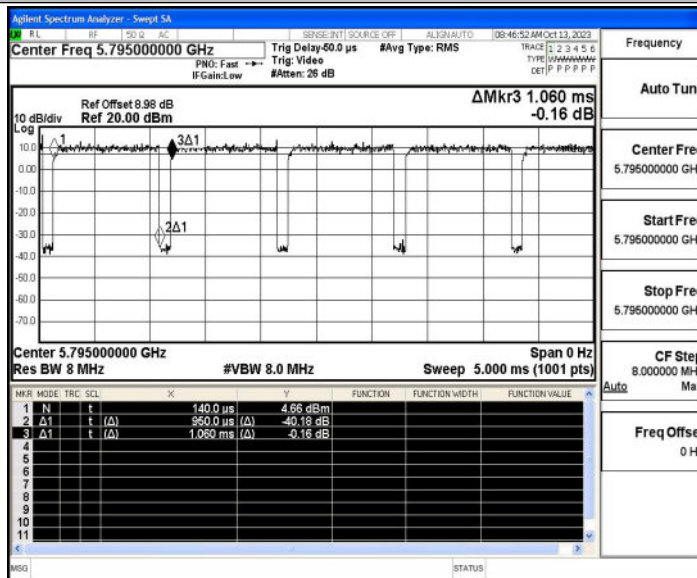 Agilent Spectrum Analyzer - Swept SA
RL RF 50 Ω AC SENSE:INT SOURCE OFF ALIGNAUTO 08:46:52 AM Oct 13, 2023
Center Freq 5.795000000 GHz
PNO: Fast
IFGain:Low
Trig Delay-50.0 µs
Trig: Video
#Atten: 26 dB
#Avg Type: RMS
TRACE 1 2 3 4 5 6
TYPE WWWWWW
DET P P P P P P
Ref Offset 8.98 dB
10 dB/div Ref 20.00 dBm
ΔMkr3 1.060 ms
-0.16 dB
Log
10.0
0.00
-10.0
-20.0
-30.0
-40.0
-50.0
-60.0
-70.0
1
3Δ1
2Δ1
Center 5.795000000 GHz
Span 0 Hz
Res BW 8 MHz
#VBW 8.0 MHz
Sweep 5.000 ms (1001 pts)
MKR MODE TRC SCL X Y FUNCTION FUNCTION WIDTH FUNCTION VALUE
1 N t 140.0 µs 4.66 dBm
2 Δ1 t (Δ) 950.0 µs (Δ) -40.18 dB
3 Δ1 t (Δ) 1.060 ms (Δ) -0.16 dB
4
5
6
7
8
9
10
11
MSG
STATUS
Frequency
Auto Tun
Center Fre
5.795000000 GH
Start Fre
5.795000000 GH
Stop Fre
5.795000000 GH
CF Step
8.000000 MH
Auto Ma
Freq Offse
0 H